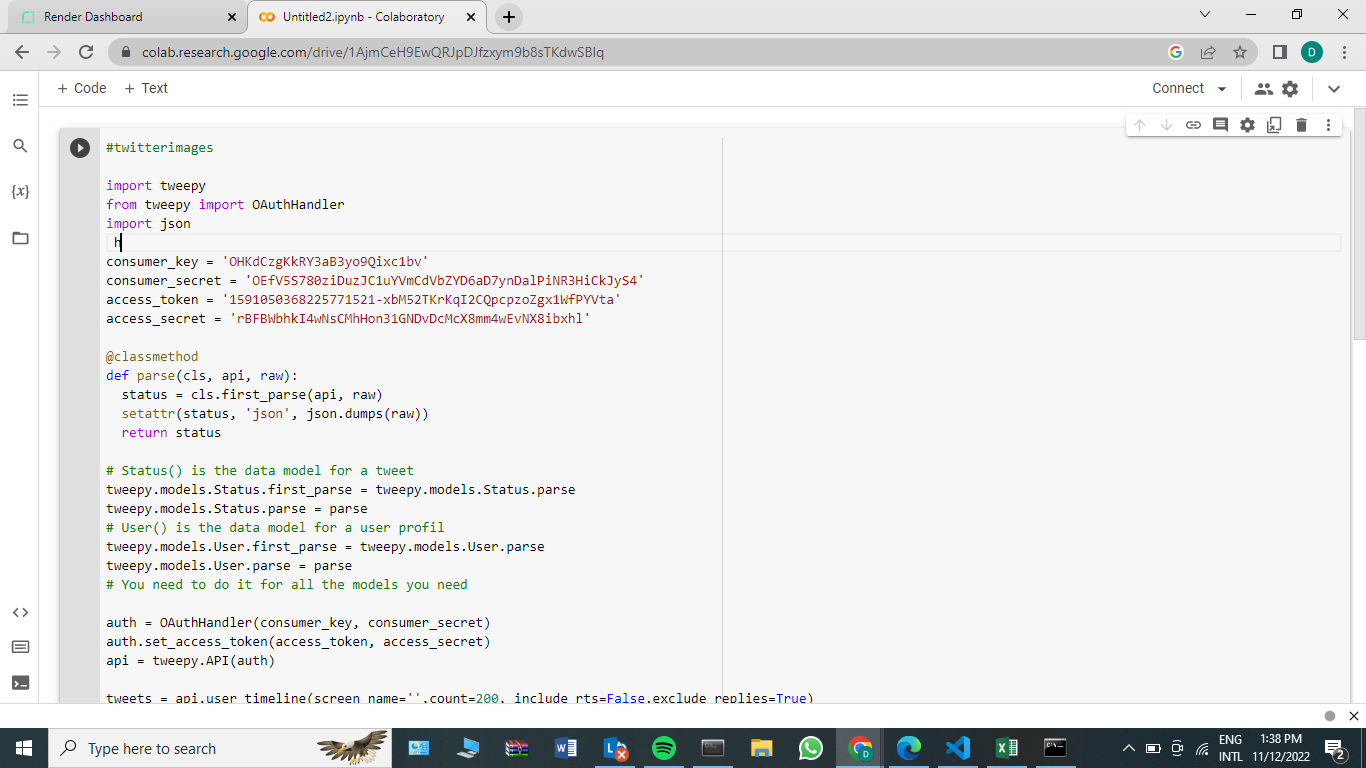 Render Dashboard
Untitled2.ipynb - Colaboratory
colab.research.google.com/drive/1AjmCeH9EwQRJpDJfzxym9b8sTKdwSBlq
D
+ Code + Text
Connect
#twitterimages
import tweepy
from tweepy import OAuthHandler
import json
h
consumer_key = 'OHKdCzgKkRY3aB3yo9Qixc1bv'
consumer_secret = 'OEfV5S780ziDuzJC1uYVmCdVbZYD6aD7ynDalPiNR3HiCkJyS4'
access_token = '1591050368225771521-xbM52TKrKqI2CQpcpzoZgx1WfPYVta'
access_secret = 'rBFBWbhkI4wNsCMhHon31GNDvDcMcX8mm4wEvNX8ibxhl'
@classmethod
def parse(cls, api, raw):
status = cls.first_parse(api, raw)
setattr(status, 'json', json.dumps(raw))
return status
# Status() is the data model for a tweet
tweepy.models.Status.first_parse = tweepy.models.Status.parse
tweepy.models.Status.parse = parse
# User() is the data model for a user profil
tweepy.models.User.first_parse = tweepy.models.User.parse
tweepy.models.User.parse = parse
# You need to do it for all the models you need
auth = OAuthHandler(consumer_key, consumer_secret)
auth.set_access_token(access_token, access_secret)
api = tweepy.API(auth)
tweets = api.user_timeline(screen_name='',count=200, include_rts=False,exclude_replies=True)
Type here to search
ENG
INTL
1:38 PM
11/12/2022
2